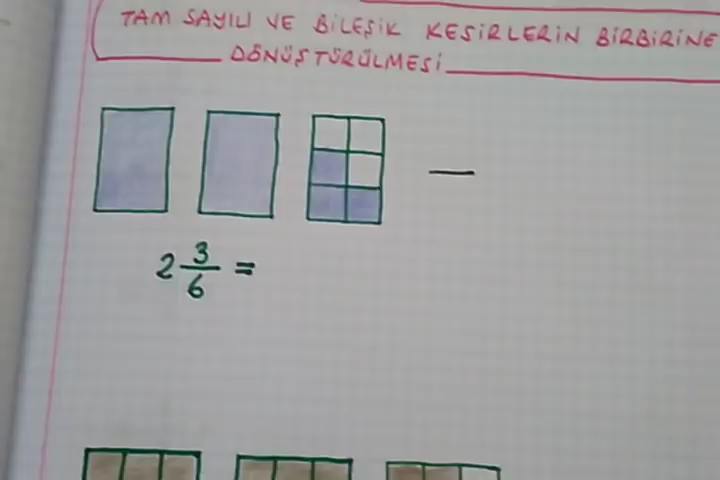 TAM SAYILI VE BİLEŞİK KESİRLERİN BİRBİRİNE
DÖNÜŞTÜRÜLMESİ
2 3/6 =